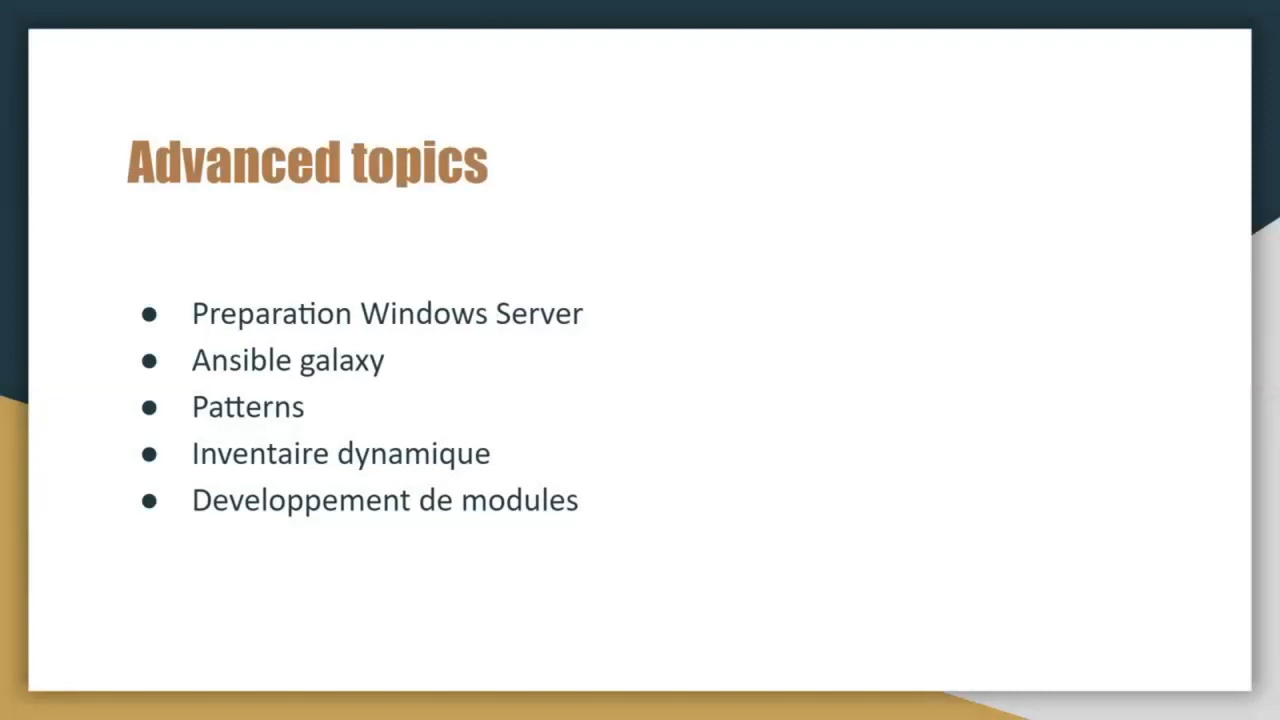 Advanced topics
● Preparation Windows Server
● Ansible galaxy
● Patterns
● Inventaire dynamique
● Developpement de modules